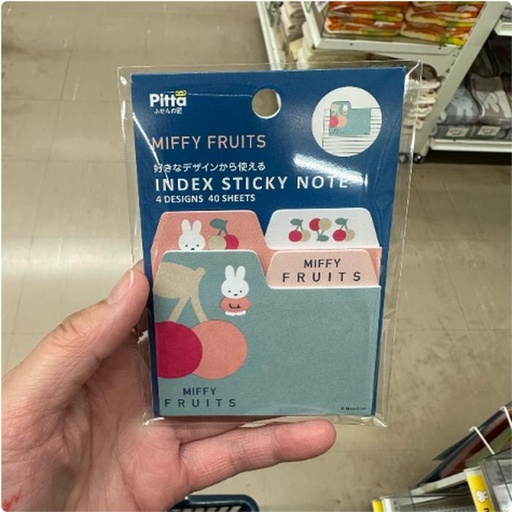 Pitta
ふせんの匠
MIFFY FRUITS
好きなデザインから使える
INDEX STICKY NOTE
4 DESIGNS 40 SHEETS
MIFFY
FRUITS
MIFFY
FRUITS